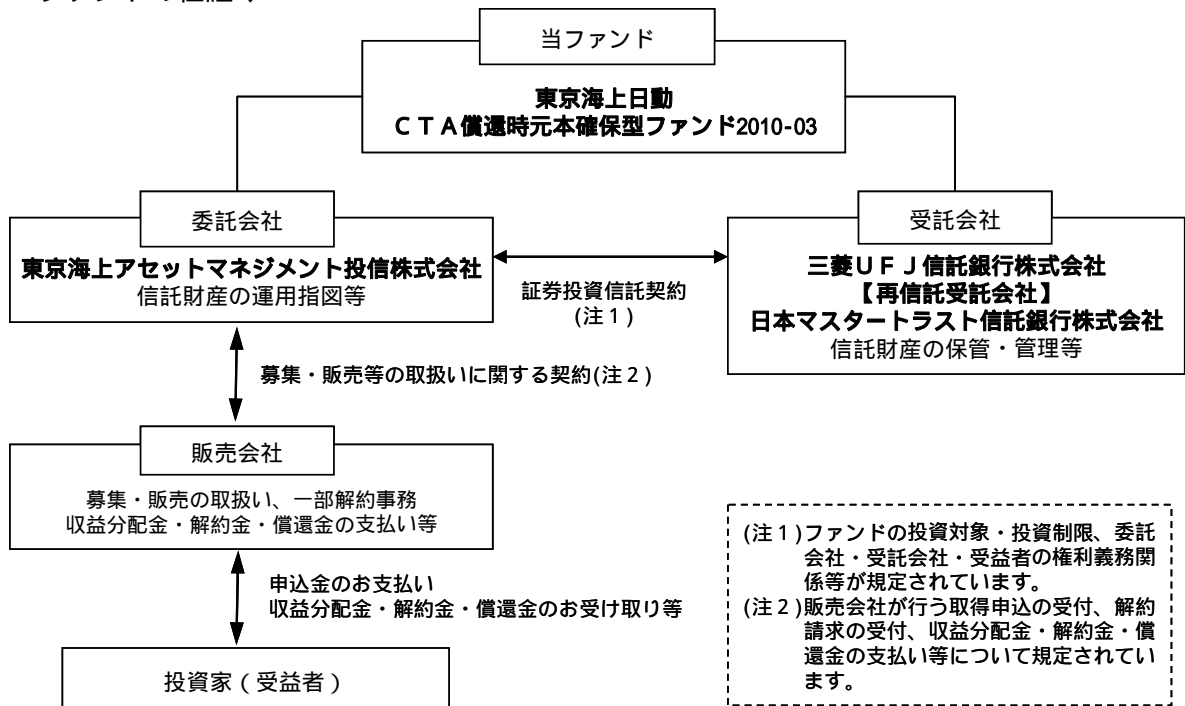 当ファンド
東京海上日動
ＣＴＡ償還時元本確保型ファンド2010-03
委託会社
東京海上アセットマネジメント投信株式会社
信託財産の運用指図等
証券投資信託契約
(注１)
受託会社
三菱ＵＦＪ信託銀行株式会社
【再信託受託会社】
日本マスタートラスト信託銀行株式会社
信託財産の保管・管理等
募集・販売等の取扱いに関する契約(注２)
販売会社
募集・販売の取扱い、一部解約事務
収益分配金・解約金・償還金の支払い等
申込金のお支払い
収益分配金・解約金・償還金のお受け取り等
投資家（受益者）
(注１)ファンドの投資対象・投資制限、委託
会社・受託会社・受益者の権利義務関
係等が規定されています。
(注２)販売会社が行う取得申込の受付、解約
請求の受付、収益分配金・解約金・償
還金の支払い等について規定されてい
ます。